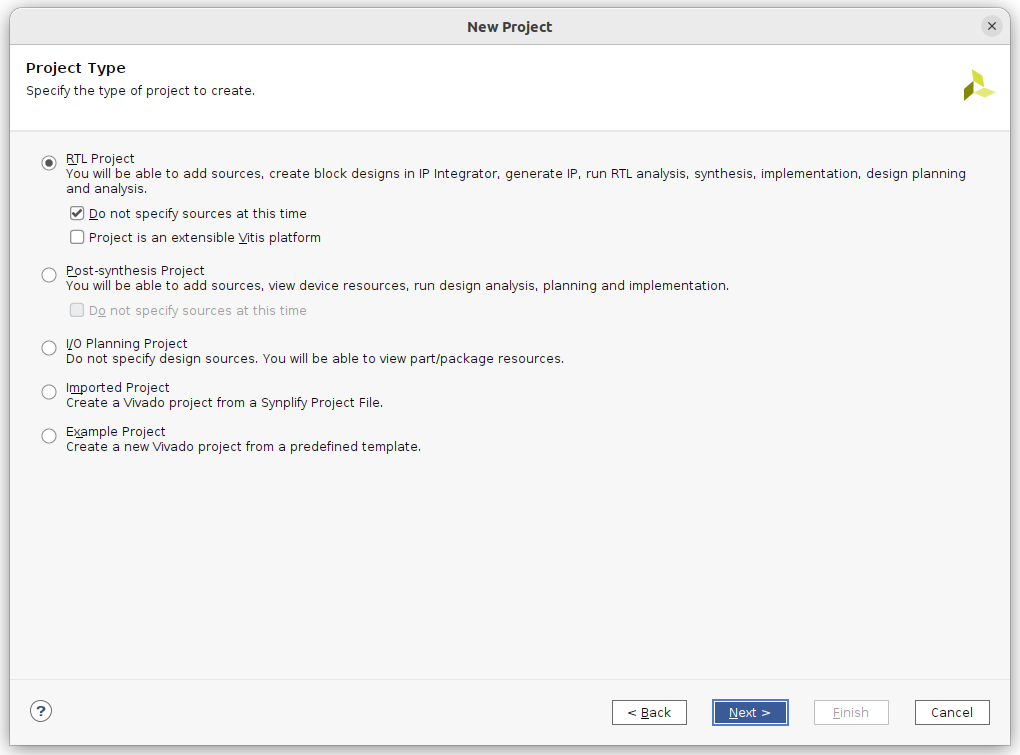 New Project
Project Type
Specify the type of project to create.
RTL Project
You will be able to add sources, create block designs in IP Integrator, generate IP, run RTL analysis, synthesis, implementation, design planning
and analysis.
Do not specify sources at this time
Project is an extensible Vitis platform
Post-synthesis Project
You will be able to add sources, view device resources, run design analysis, planning and implementation.
Do not specify sources at this time
I/O Planning Project
Do not specify design sources. You will be able to view part/package resources.
Imported Project
Create a Vivado project from a Synplify Project File.
Example Project
Create a new Vivado project from a predefined template.
? < Back Next > Finish Cancel